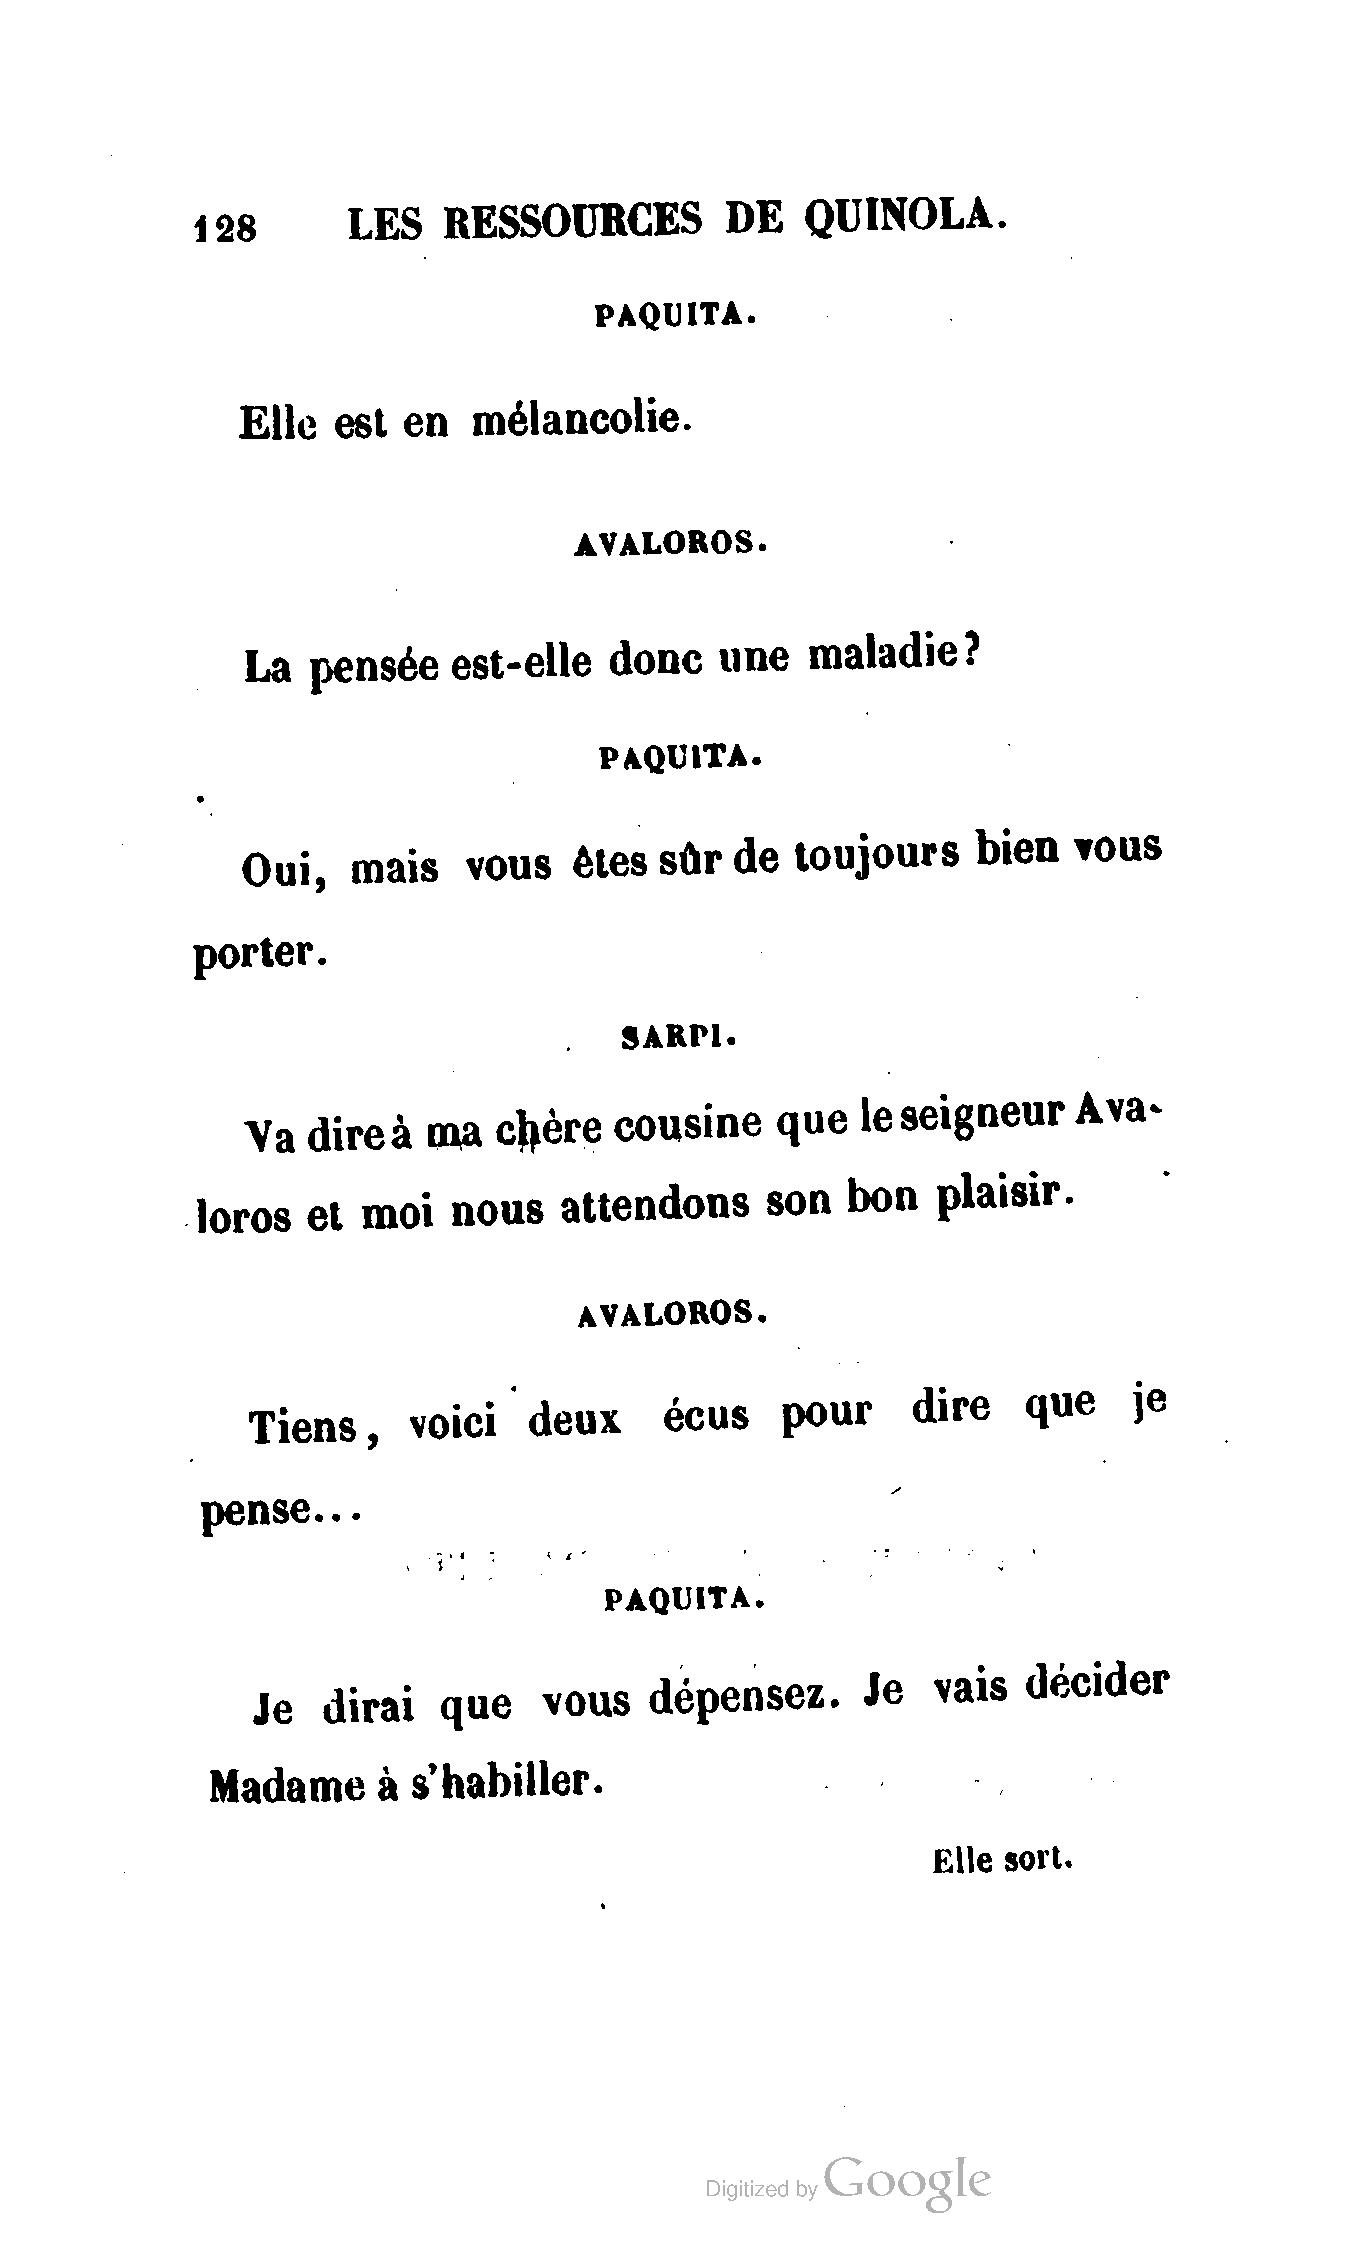 128 LES RESSOURCES DE QUINOLA.
PAQUITA.
Elle est en mélancolie.
AVALOROS.
La pensée est-elle donc une maladie?
PAQUITA.
Oui, mais vous êtes sûr de toujours bien vous
porter.
SARPI.
Va dire à ma chère cousine que le seigneur Ava-
loros et moi nous attendons son bon plaisir.
AVALOROS.
Tiens, voici deux écus pour dire que je
pense...
PAQUITA.
Je dirai que vous dépensez. Je vais décider
Madame à s'habiller.
Elle sort.
Digitized by Google